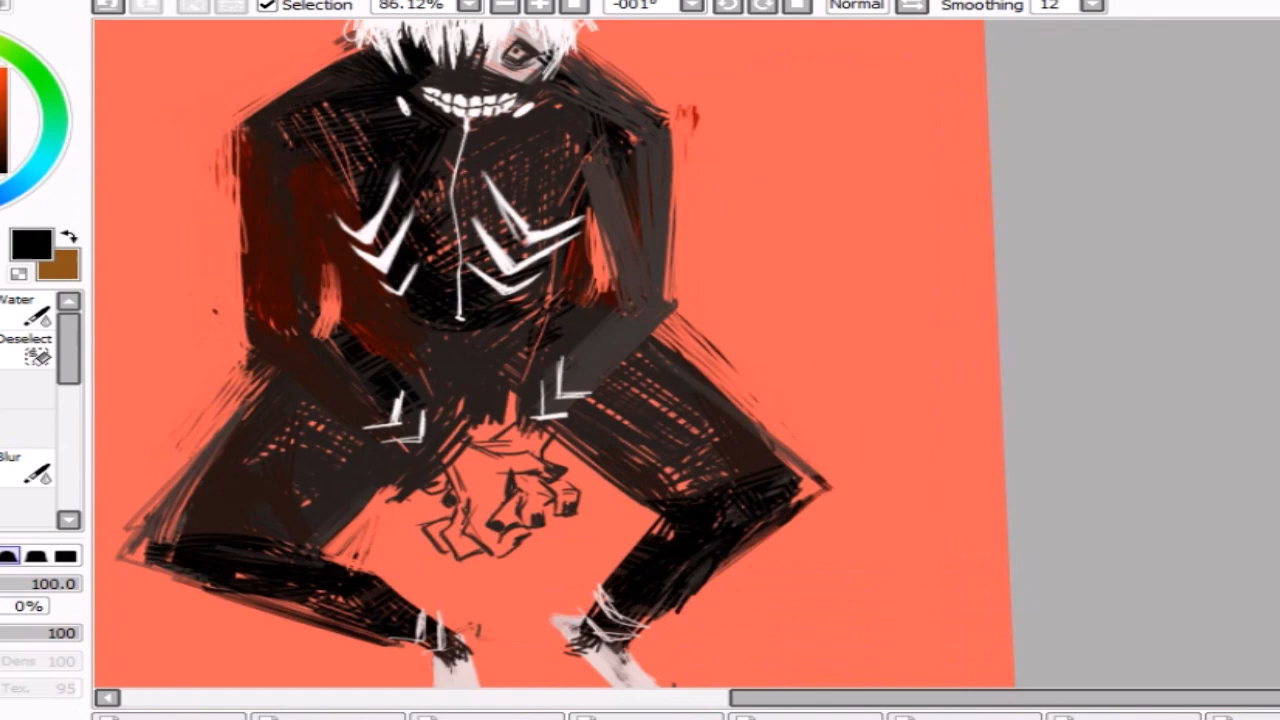 Selection 86.12% -001° Normal Smoothing 12
Water
Deselect
Blur
100.0
0%
100
Dens 100
Tex. 95